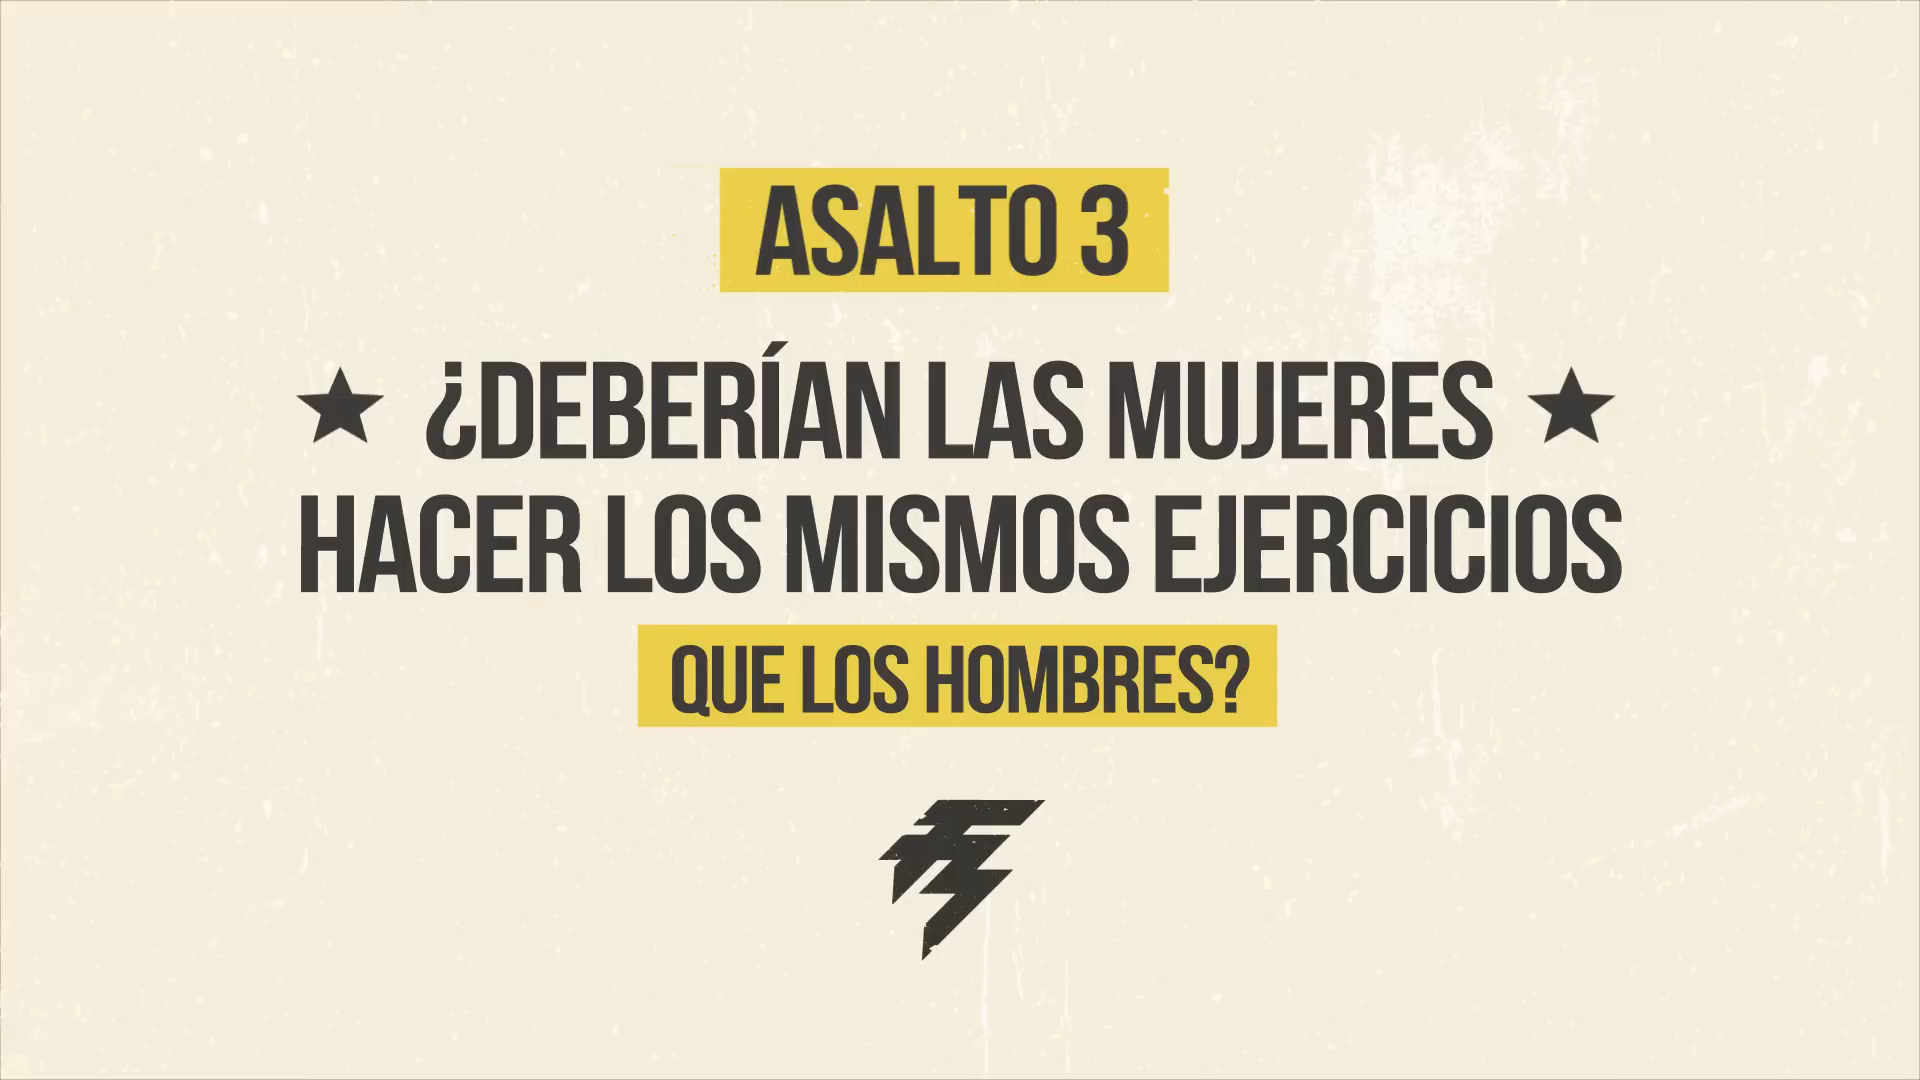 ASALTO 3
¿DEBERÍAN LAS MUJERES
HACER LOS MISMOS EJERCICIOS
QUE LOS HOMBRES?